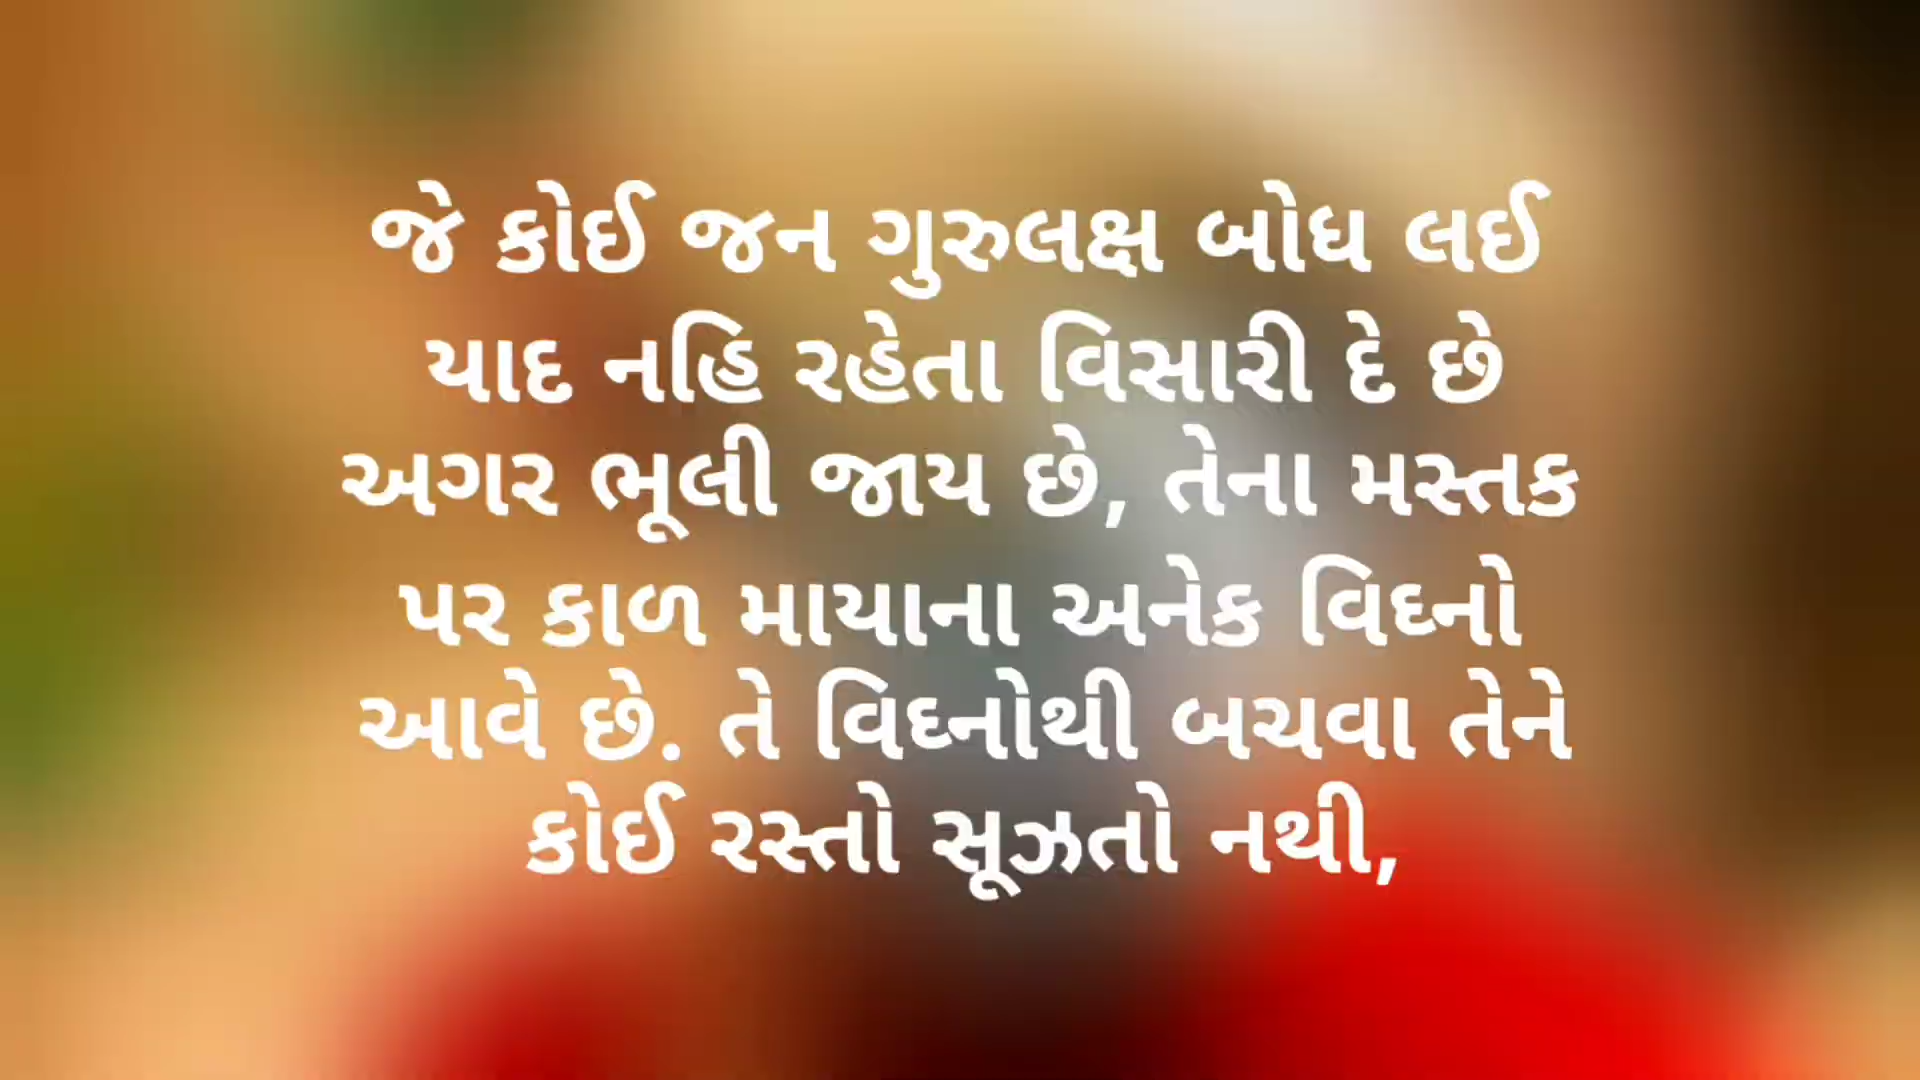 જે કોઈ જન ગુરુલક્ષ બોધ લઈ
યાદ નહિ રહેતા વિસારી દે છે
અગર ભૂલી જાય છે, તેના મસ્તક
પર કાળ માયાના અનેક વિઘ્નો
આવે છે. તે વિઘ્નોથી બચવા તેને
કોઈ રસ્તો સૂઝતો નથી,